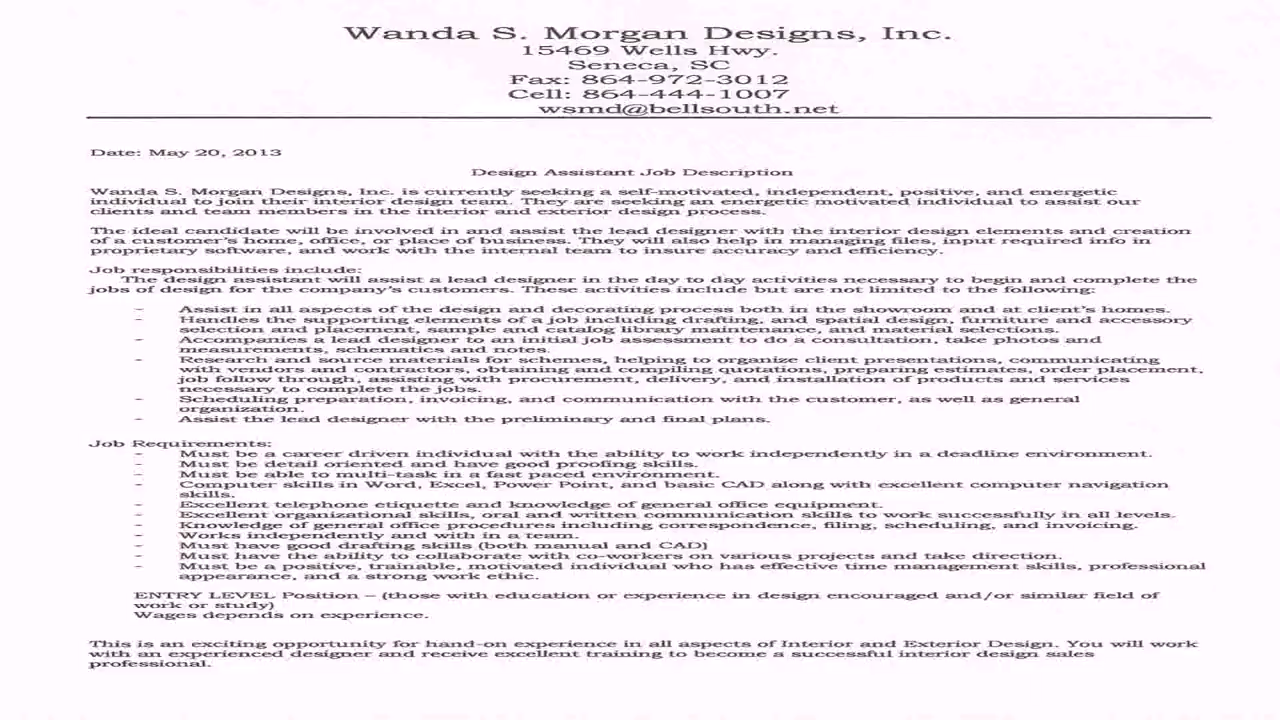 Wanda S. Morgan Designs, Inc.
15469 Wells Hwy.
Seneca, SC
Fax: 864-972-3012
Cell: 864-444-1007
wsmd@bellsouth.net
Date: May 20, 2013
Design Assistant Job Description
Wanda S. Morgan Designs, Inc. is currently seeking a self-motivated, independent, positive, and energetic
individual to join their interior design team. They are seeking an energetic motivated individual to assist our
clients and team members in the interior and exterior design process.
The ideal candidate will be involved in and assist the lead designer with the interior design elements and creation
of a customer's home, office, or place of business. They will also help in managing files, input required info in
proprietary software, and work with the internal team to insure accuracy and efficiency.
Job responsibilities include:
The design assistant will assist a lead designer in the day to day activities necessary to begin and complete the
jobs of design for the company's customers. These activities include but are not limited to the following:
- Assist in all aspects of the design and decorating process both in the showroom and at client's homes.
- Handles the supporting elements of a job including drafting, and spatial design, furniture and accessory
selection and placement, sample and catalog library maintenance, and material selections.
- Accompanies a lead designer to an initial job assessment to do a consultation, take photos and
measurements, schematics and notes.
- Research and source materials for schemes, helping to organize client presentations, communicating
with vendors and contractors, obtaining and compiling quotations, preparing estimates, order placement,
job follow through, assisting with procurement, delivery, and installation of products and services
necessary to complete the jobs.
- Scheduling preparation, invoicing, and communication with the customer, as well as general
organization.
- Assist the lead designer with the preliminary and final plans.
Job Requirements:
- Must be a career driven individual with the ability to work independently in a deadline environment.
- Must be detail oriented and have good proofing skills.
- Must be able to multi-task in a fast paced environment.
- Computer skills in Word, Excel, Power Point, and basic CAD along with excellent computer navigation
skills.
- Excellent telephone etiquette and knowledge of general office equipment.
- Excellent organizational skills, oral and written communication skills to work successfully in all levels.
- Knowledge of general office procedures including correspondence, filing, scheduling, and invoicing.
- Works independently and with in a team.
- Must have good drafting skills (both manual and CAD)
- Must have the ability to collaborate with co-workers on various projects and take direction.
- Must be a positive, trainable, motivated individual who has effective time management skills, professional
appearance, and a strong work ethic.
ENTRY LEVEL Position – (those with education or experience in design encouraged and/or similar field of
work or study)
Wages depends on experience.
This is an exciting opportunity for hand-on experience in all aspects of Interior and Exterior Design. You will work
with an experienced designer and receive excellent training to become a successful interior design sales
professional.